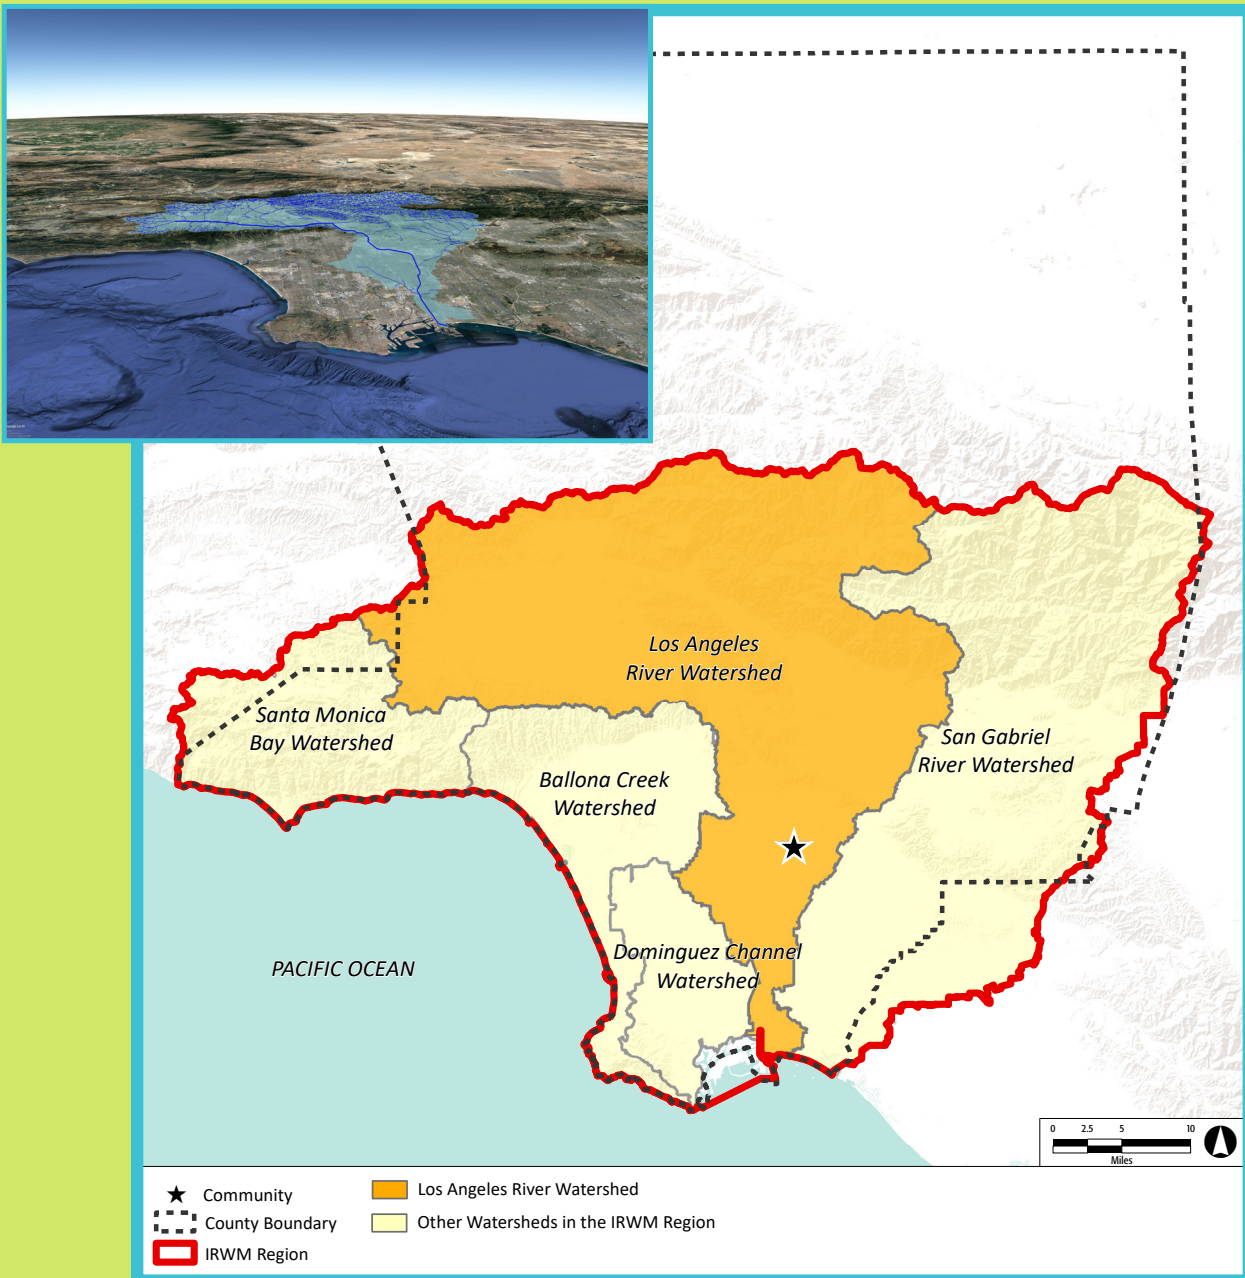 Los Angeles
River Watershed
Santa Monica
Bay Watershed
San Gabriel
River Watershed
Ballona Creek
Watershed
Dominguez Channel
Watershed
PACIFIC OCEAN
0 2.5 5 10
Miles
Community
County Boundary
IRWM Region
Los Angeles River Watershed
Other Watersheds in the IRWM Region